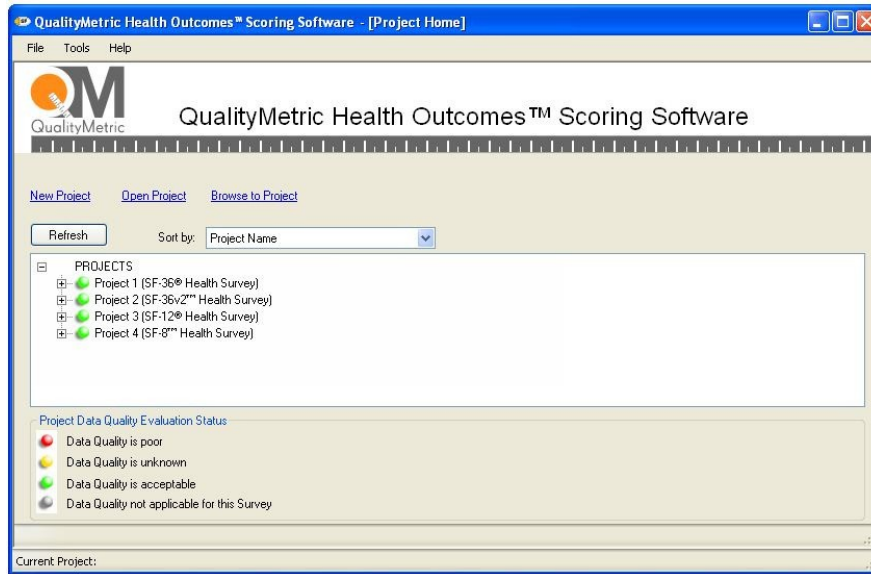 QualityMetric Health Outcomes™ Scoring Software - [Project Home]
File Tools Help
QM
QualityMetric
QualityMetric Health Outcomes™ Scoring Software
New Project Open Project Browse to Project
Refresh Sort by: Project Name
PROJECTS
Project 1 (SF-36® Health Survey)
Project 2 (SF-36v2™ Health Survey)
Project 3 (SF-12® Health Survey)
Project 4 (SF-8™ Health Survey)
Project Data Quality Evaluation Status
Data Quality is poor
Data Quality is unknown
Data Quality is acceptable
Data Quality not applicable for this Survey
Current Project: